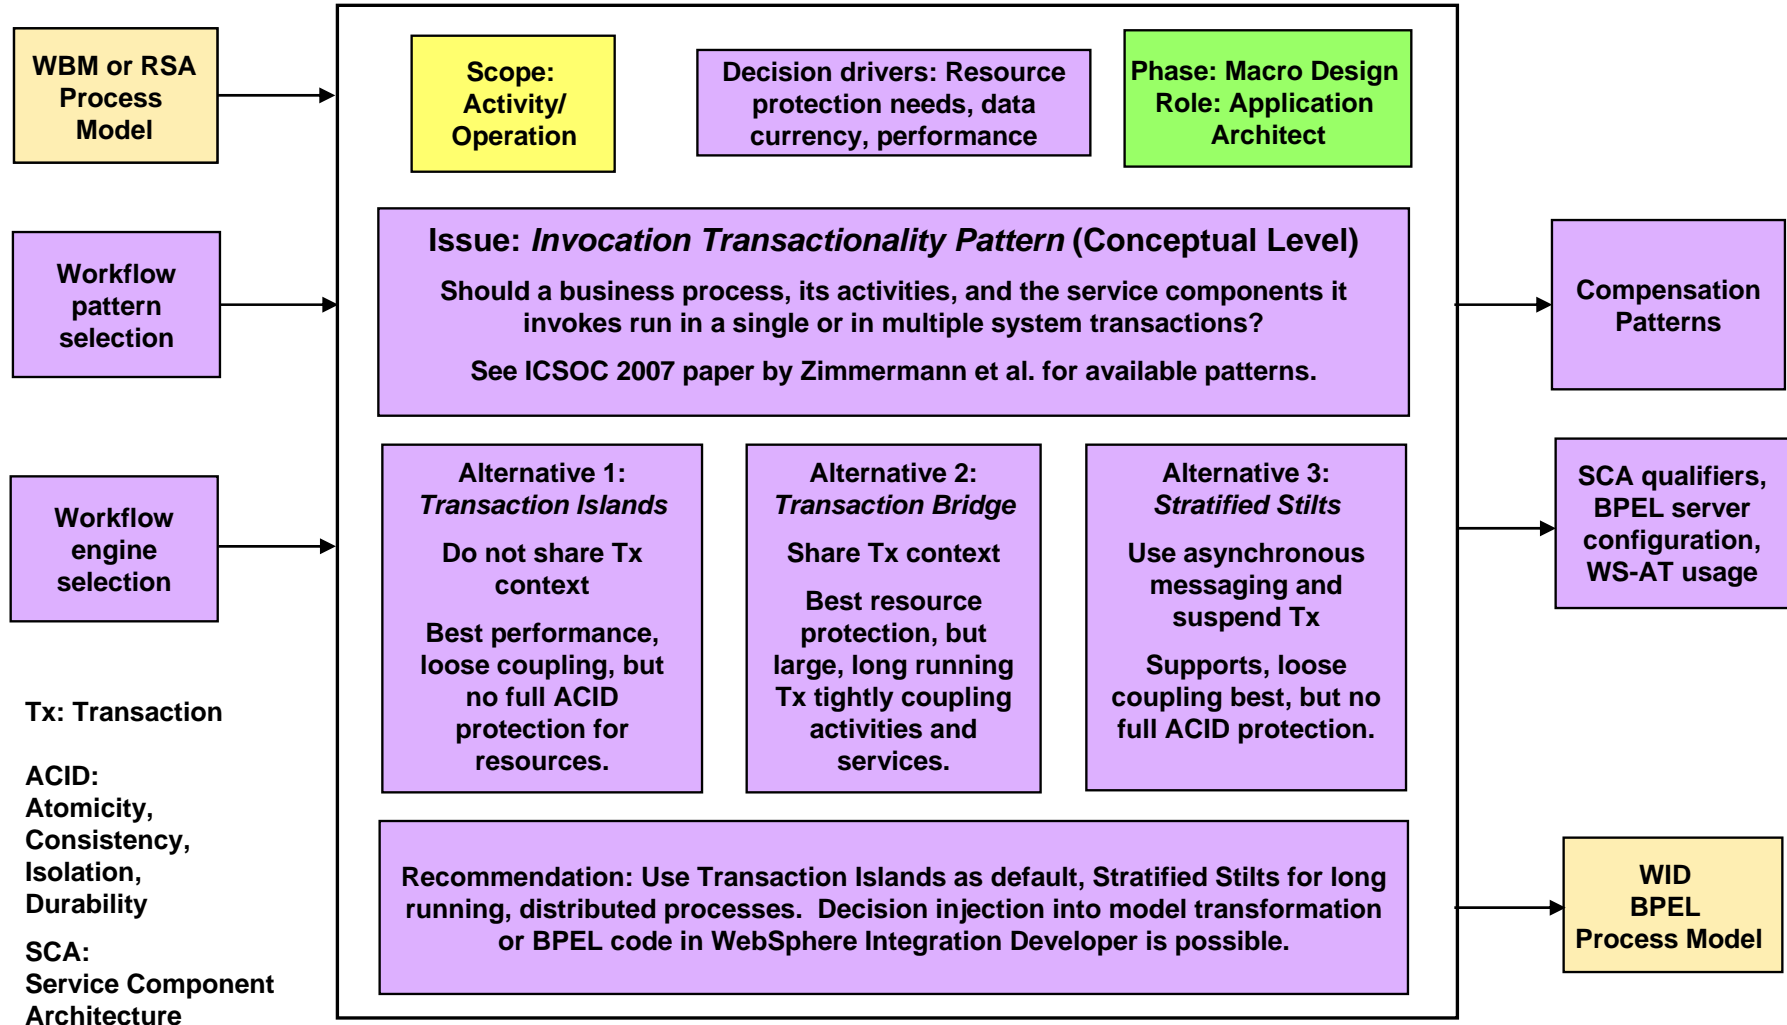 WBM or RSA
Process
Model
Workflow
pattern
selection
Workflow
engine
selection
Tx: Transaction
ACID:
Atomicity,
Consistency,
Isolation,
Durability
SCA:
Service Component
Architecture
Scope:
Activity/
Operation
Decision drivers: Resource
protection needs, data
currency, performance
Phase: Macro Design
Role: Application
Architect
Issue: Invocation Transactionality Pattern (Conceptual Level)
Should a business process, its activities, and the service components it
invokes run in a single or in multiple system transactions?
See ICSOC 2007 paper by Zimmermann et al. for available patterns.
Alternative 1:
Transaction Islands
Do not share Tx
context
Best performance,
loose coupling, but
no full ACID
protection for
resources.
Alternative 2:
Transaction Bridge
Share Tx context
Best resource
protection, but
large, long running
Tx tightly coupling
activities and
services.
Alternative 3:
Stratified Stilts
Use asynchronous
messaging and
suspend Tx
Supports, loose
coupling best, but no
full ACID protection.
Recommendation: Use Transaction Islands as default, Stratified Stilts for long
running, distributed processes.  Decision injection into model transformation
or BPEL code in WebSphere Integration Developer is possible.
Compensation
Patterns
SCA qualifiers,
BPEL server
configuration,
WS-AT usage
WID
BPEL
Process Model